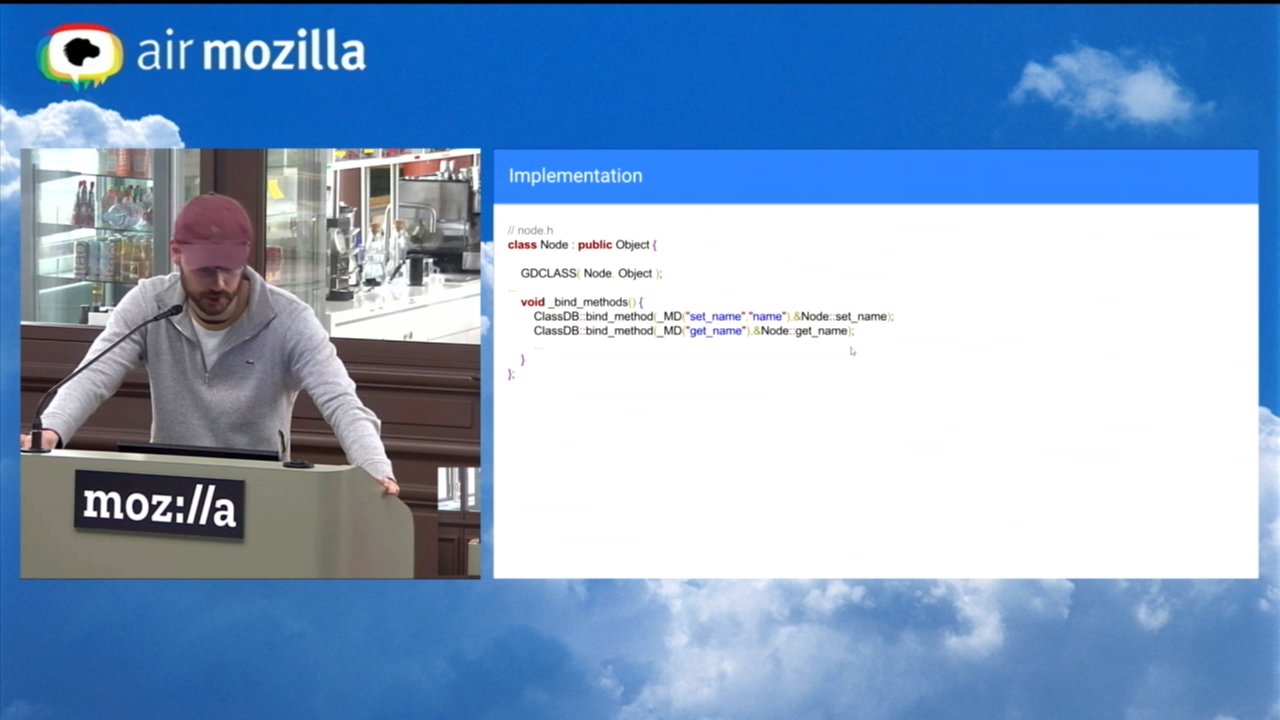 air mozilla
Implementation
// node.h
class Node : public Object {
GDCLASS( Node, Object );
...
void _bind_methods() {
ClassDB::bind_method(_MD("set_name","name"),&Node::set_name);
ClassDB::bind_method(_MD("get_name"),&Node::get_name);
...
}
};
moz://a